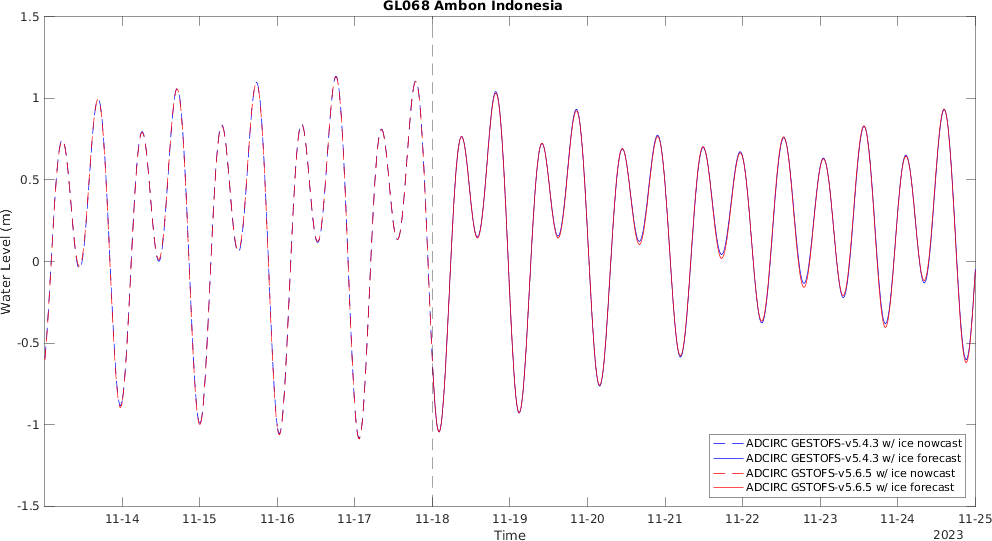 GL068 Ambon Indonesia
1.5
1
0.5
0
-0.5
-1
-1.5
Water Level (m)
ADCIRC GESTOFS-v5.4.3 w/ ice nowcast
ADCIRC GESTOFS-v5.4.3 w/ ice forecast
ADCIRC GSTOFS-v5.6.5 w/ ice nowcast
ADCIRC GSTOFS-v5.6.5 w/ ice forecast
11-14 11-15 11-16 11-17 11-18 11-19 11-20 11-21 11-22 11-23 11-24 11-25
Time
2023